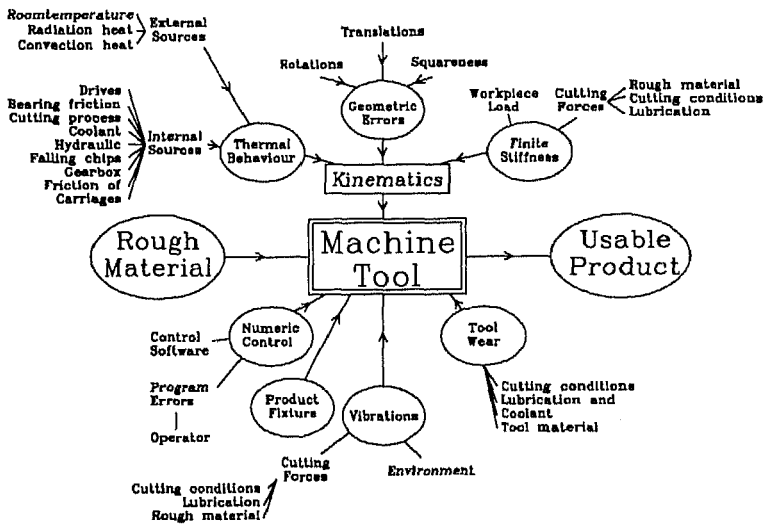 Roomtemperature
Radiation heat
Convection heat
External
Sources
Translations
Rotations
Squareness
Geometric
Errors
Workpiece
Load
Cutting
Forces
Rough material
Cutting conditions
Lubrication
Drives
Bearing friction
Cutting process
Coolant
Hydraulic
Falling chips
Gearbox
Friction of
Carriages
Internal
Sources
Thermal
Behaviour
Finite
Stiffness
Kinematics
Rough
Material
Machine
Tool
Usable
Product
Control
Software
Numeric
Control
Tool
Wear
Program
Errors
Operator
Product
Fixture
Vibrations
Cutting conditions
Lubrication and
Coolant
Tool material
Cutting
Forces
Environment
Cutting conditions
Lubrication
Rough material